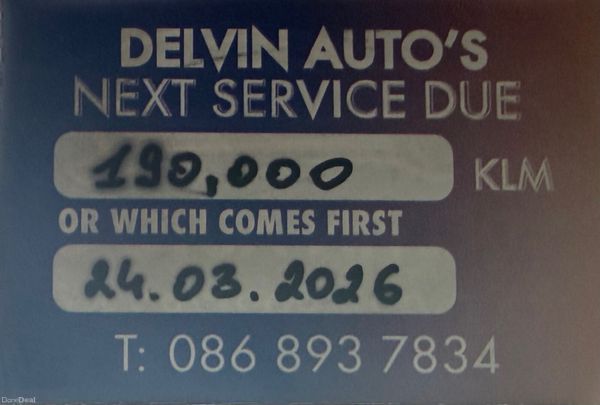 DELVIN AUTO'S
NEXT SERVICE DUE
190,000 KLM
OR WHICH COMES FIRST
24.03.2026
T: 086 893 7834
DoneDeal